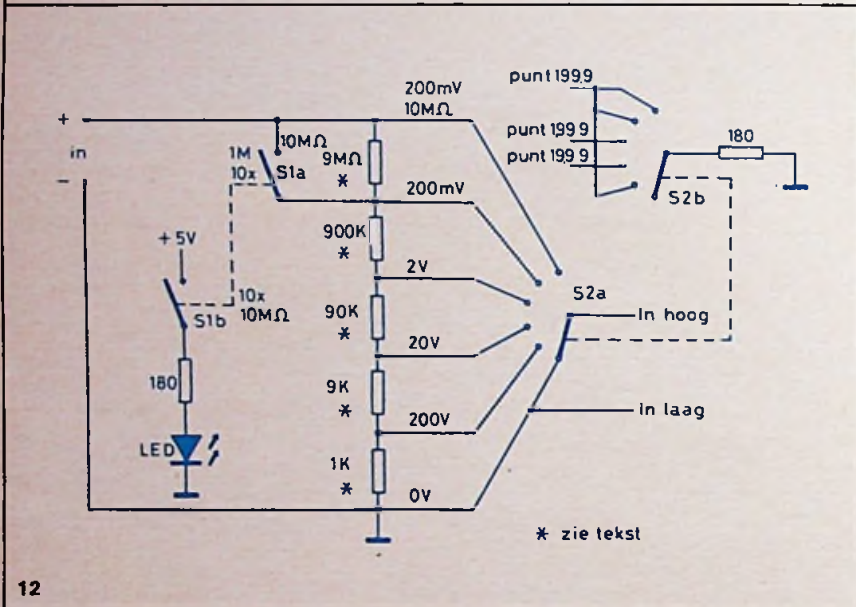 200mV
10MΩ
punt 199.9
punt 199.9
punt 199.9
180
S2b
+
in
−
10MΩ
1M
10x
S1a
9MΩ
*
200mV
900K
*
2V
+5V
S1b
10x
10MΩ
90K
*
20V
S2a
In hoog
180
9K
*
200V
In laag
LED
1K
*
0V
* zie tekst
12